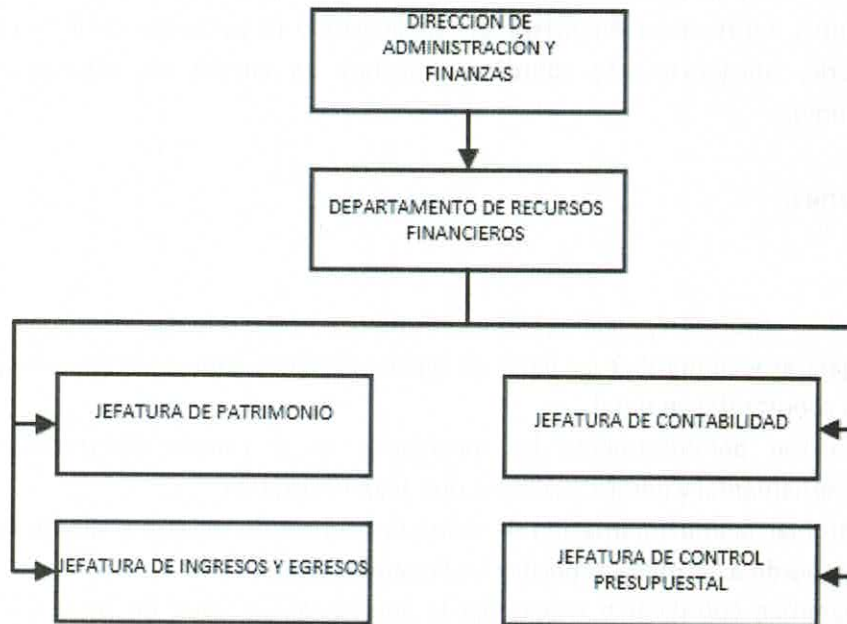 DIRECCION DE
ADMINISTRACIÓN Y
FINANZAS
DEPARTAMENTO DE RECURSOS
FINANCIEROS
JEFATURA DE PATRIMONIO
JEFATURA DE CONTABILIDAD
JEFATURA DE INGRESOS Y EGRESOS
JEFATURA DE CONTROL
PRESUPUESTAL